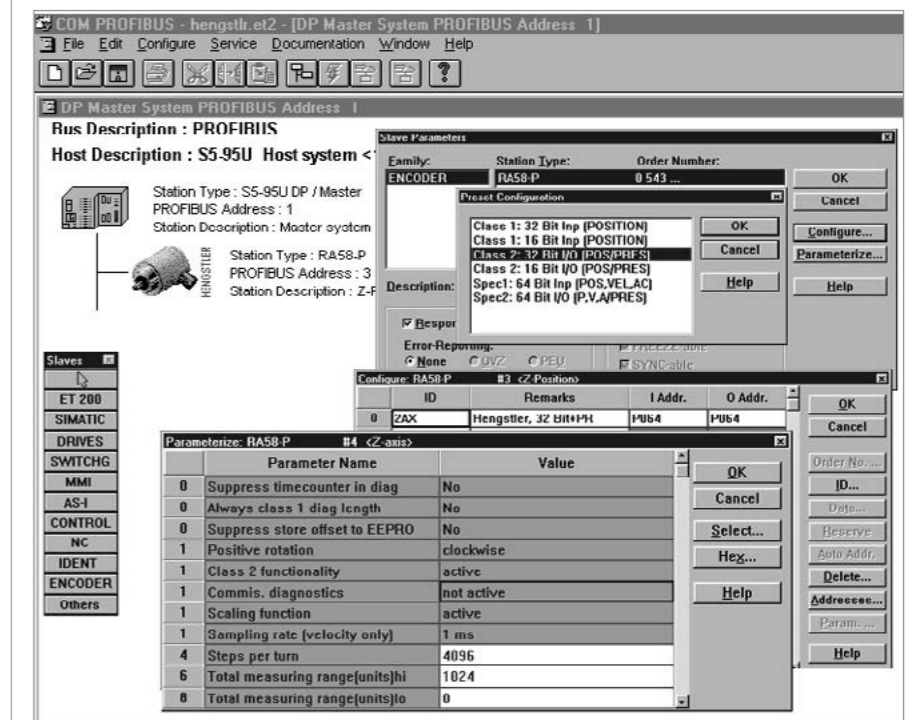 COM PROFIBUS - hengstlr.et2 - [DP Master System PROFIBUS Address 1]
File Edit Configure Service Documentation Window Help
DP Master System PROFIBUS Address 1
Bus Description : PROFIBUS
Host Description : S5-95U Host system <
Station Type : S5-95U DP / Master
PROFIBUS Address : 1
Station Description : Master system
HENGSTLER
Station Type : RA58-P
PROFIBUS Address : 3
Station Description : Z-P
Slave Parameters
Family: Station Type: Order Number:
ENCODER RA58-P 0 543 ...
OK
Cancel
Configure...
Parameterize...
Help
Description:
Respon
Error-Reporting:
None QVZ PEU
FREEZE-able
SYNC-able
Preset Configuration
Class 1: 32 Bit Inp (POSITION)
Class 1: 16 Bit Inp (POSITION)
Class 2: 32 Bit I/O (POS/PRES)
Class 2: 16 Bit I/O (POS/PRES)
Spec1: 64 Bit Inp (POS,VEL,AC)
Spec2: 64 Bit I/O (P,V,A/PRES)
OK
Cancel
Help
Slaves
ET 200
SIMATIC
DRIVES
SWITCHG
MMI
AS-I
CONTROL
NC
IDENT
ENCODER
Others
Configure: RA58-P #3 <Z-Position>
ID Remarks I Addr. O Addr.
0 2AX Hengstler, 32 Bit+PR P064 P064
OK
Cancel
Order No. ...
ID...
Data...
Reserve
Auto Addr.
Delete...
Addresses...
Param. ...
Help
Parameterize: RA58-P #4 <Z-axis>
Parameter Name Value
0 Suppress timecounter in diag No
0 Always class 1 diag length No
0 Suppress store offset to EEPRO No
1 Positive rotation clockwise
1 Class 2 functionality active
1 Commis. diagnostics not active
1 Scaling function active
1 Sampling rate (velocity only) 1 ms
4 Steps per turn 4096
6 Total measuring range(units)hi 1024
8 Total measuring range(units)lo 0
OK
Cancel
Select...
Hex...
Help